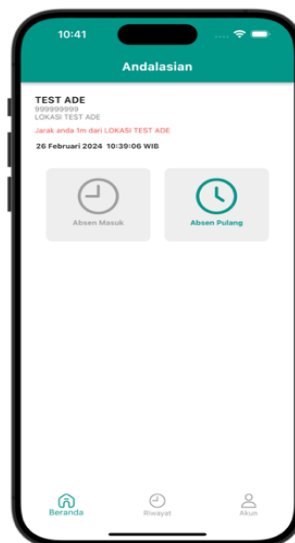 10:41
Andalasian
TEST ADE
999999999
LOKASI TEST ADE
Jarak anda 1m dari LOKASI TEST ADE
26 Februari 2024 10:39:06 WIB
Absen Masuk
Absen Pulang
Beranda
Riwayat
Akun